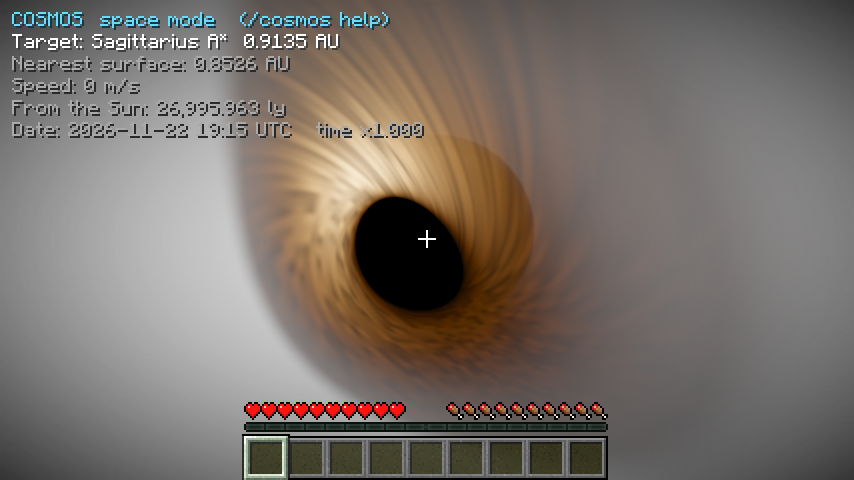 COSMOS  space mode   (/cosmos help)
Target: Sagittarius A*  0.9135 AU
Nearest surface: 0.8526 AU
Speed: 0 m/s
From the Sun: 26,995.963 ly
Date: 2026-11-22 19:15 UTC   time x1.000